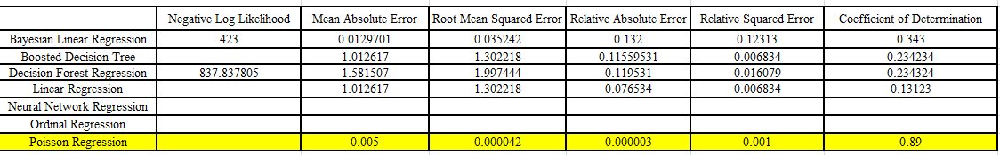 Negative Log Likelihood Mean Absolute Error Root Mean Squared Error Relative Absolute Error Relative Squared Error Coefficient of Determination
Bayesian Linear Regression 423 0.0129701 0.035242 0.132 0.12313 0.343
Boosted Decision Tree 1.012617 1.302218 0.11559531 0.006834 0.234234
Decision Forest Regression 837.837805 1.581507 1.997444 0.119531 0.016079 0.234324
Linear Regression 1.012617 1.302218 0.076534 0.006834 0.13123
Neural Network Regression
Ordinal Regression
Poisson Regression 0.005 0.000042 0.000003 0.001 0.89